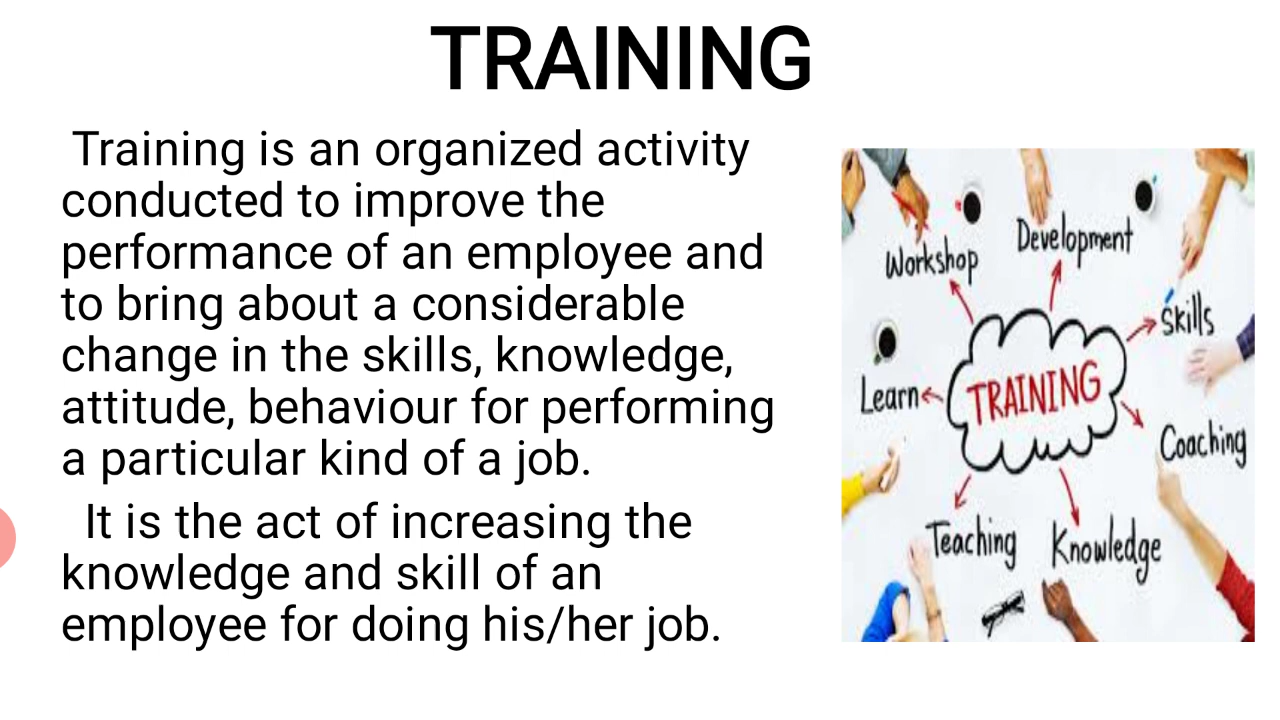 TRAINING
Training is an organized activity
conducted to improve the
performance of an employee and
to bring about a considerable
change in the skills, knowledge,
attitude, behaviour for performing
a particular kind of a job.
It is the act of increasing the
knowledge and skill of an
employee for doing his/her job.
Workshop
Development
Skills
Learn
TRAINING
Coaching
Teaching
Knowledge